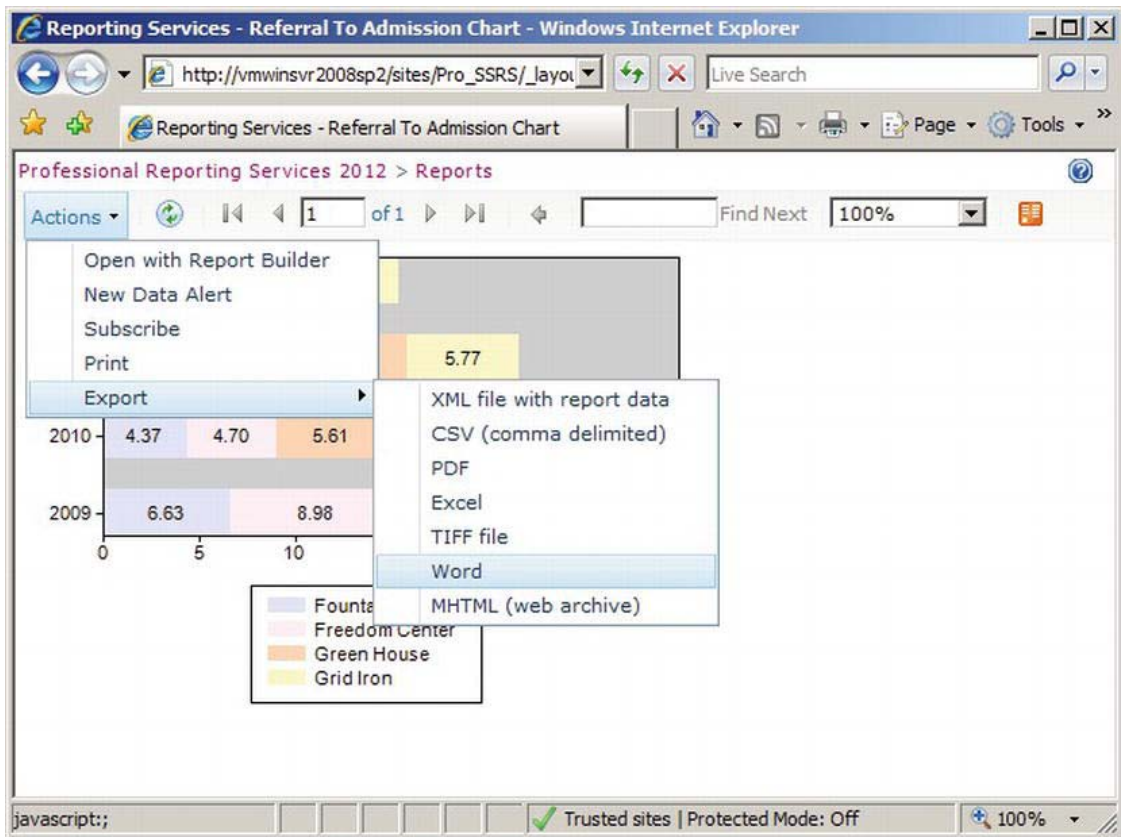 Reporting Services - Referral To Admission Chart - Windows Internet Explorer
http://vmwinsvr2008sp2/sites/Pro_SSRS/_layou
Live Search
Reporting Services - Referral To Admission Chart
Page
Tools
»
Professional Reporting Services 2012 > Reports
Actions
1
of 1
Find Next
100%
Open with Report Builder
New Data Alert
Subscribe
Print
Export
5.77
XML file with report data
CSV (comma delimited)
PDF
Excel
TIFF file
Word
MHTML (web archive)
2010
4.37
4.70
5.61
2009
6.63
8.98
0
5
10
Founta
Freedom Center
Green House
Grid Iron
javascript:;
Trusted sites | Protected Mode: Off
100%